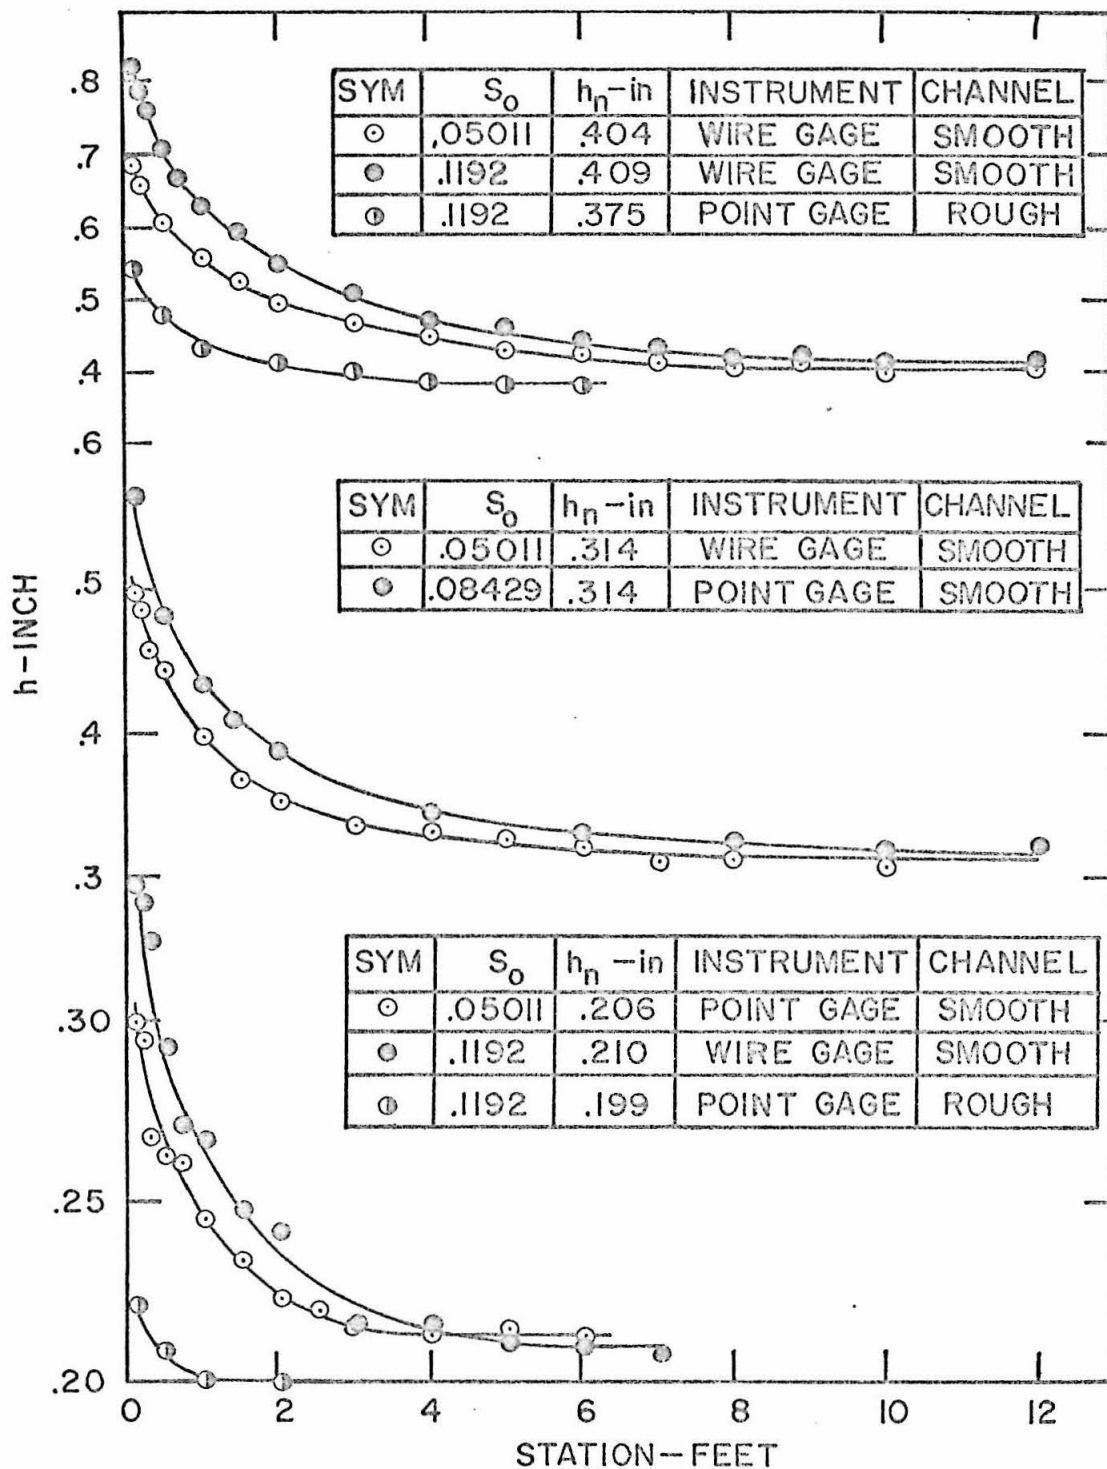 .8
.7
.6
.5
.4
SYM S₀ hₙ-in INSTRUMENT CHANNEL
.05011 .404 WIRE GAGE SMOOTH
.1192 .409 WIRE GAGE SMOOTH
.1192 .375 POINT GAGE ROUGH
.6
.5
.4
.3
SYM S₀ hₙ-in INSTRUMENT CHANNEL
.05011 .314 WIRE GAGE SMOOTH
.08429 .314 POINT GAGE SMOOTH
h-INCH
.30
.25
.20
SYM S₀ hₙ-in INSTRUMENT CHANNEL
.05011 .206 POINT GAGE SMOOTH
.1192 .210 WIRE GAGE SMOOTH
.1192 .199 POINT GAGE ROUGH
0 2 4 6 8 10 12
STATION-FEET